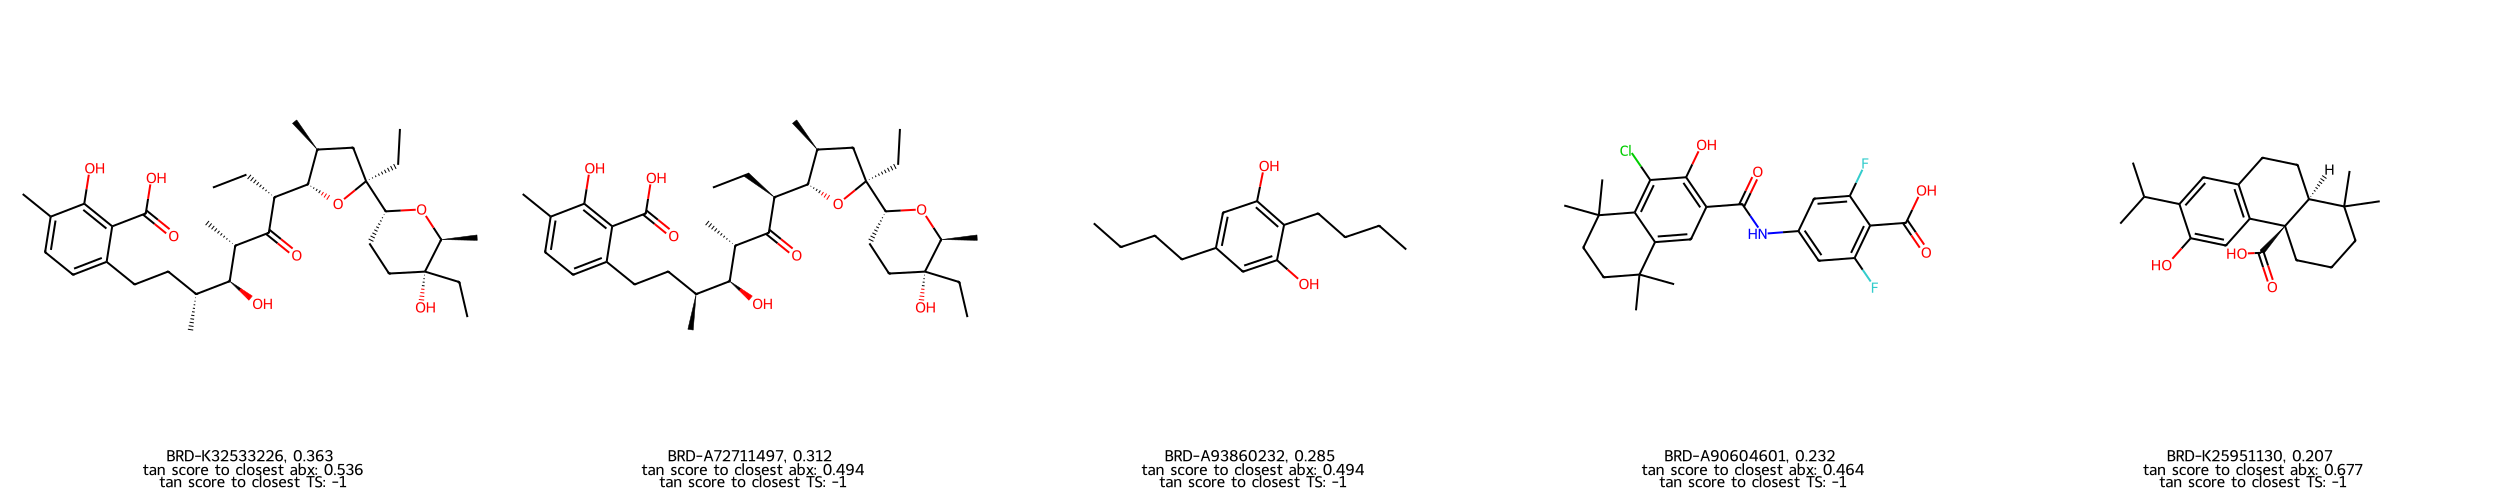 OH
OH
O
O
O
OH
O
OH
OH
OH
O
O
O
OH
O
OH
OH
OH
Cl
OH
O
HN
F
OH
O
F
H
HO
HO
O
BRD-K32533226, 0.363
tan score to closest abx: 0.536
tan score to closest TS: -1
BRD-A72711497, 0.312
tan score to closest abx: 0.494
tan score to closest TS: -1
BRD-A93860232, 0.285
tan score to closest abx: 0.494
tan score to closest TS: -1
BRD-A90604601, 0.232
tan score to closest abx: 0.464
tan score to closest TS: -1
BRD-K25951130, 0.207
tan score to closest abx: 0.677
tan score to closest TS: -1